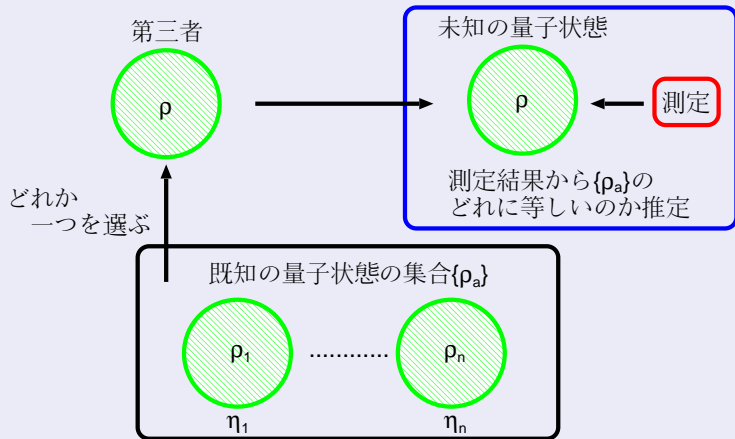 第三者
ρ
どれか
一つを選ぶ
未知の量子状態
ρ
測定
測定結果から{ρa}の
どれに等しいのか推定
既知の量子状態の集合{ρa}
ρ1 ............ ρn
η1 ηn